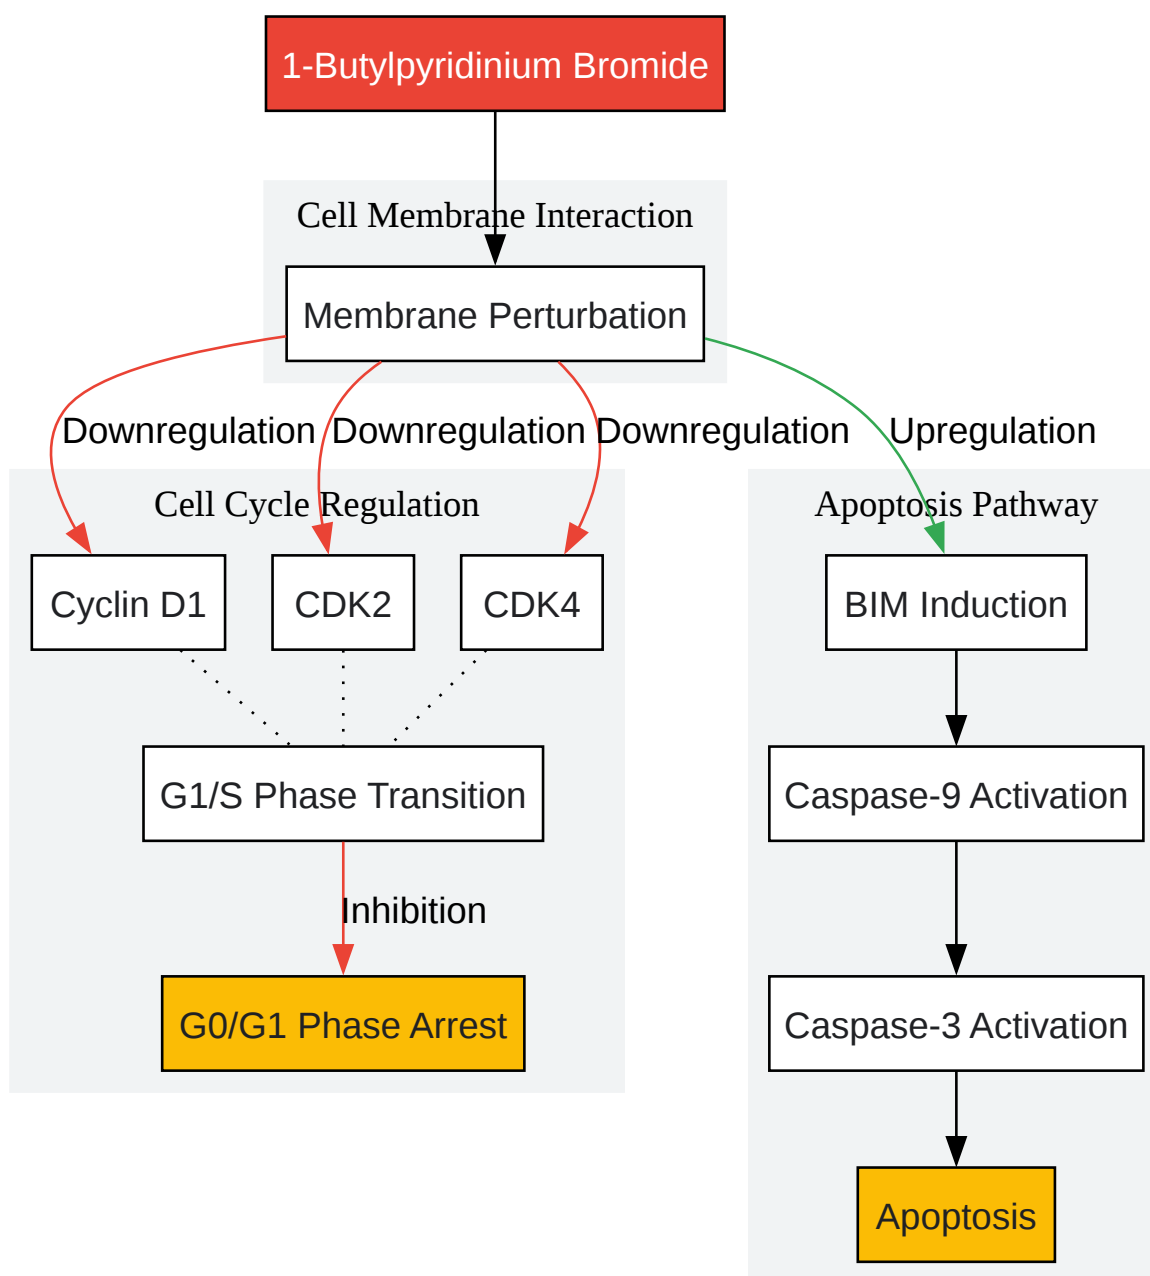 1-Butylpyridinium Bromide
Cell Membrane Interaction
Membrane Perturbation
Downregulation
Downregulation
Downregulation
Upregulation
Cell Cycle Regulation
Apoptosis Pathway
Cyclin D1
CDK2
CDK4
BIM Induction
G1/S Phase Transition
Caspase-9 Activation
Inhibition
G0/G1 Phase Arrest
Caspase-3 Activation
Apoptosis